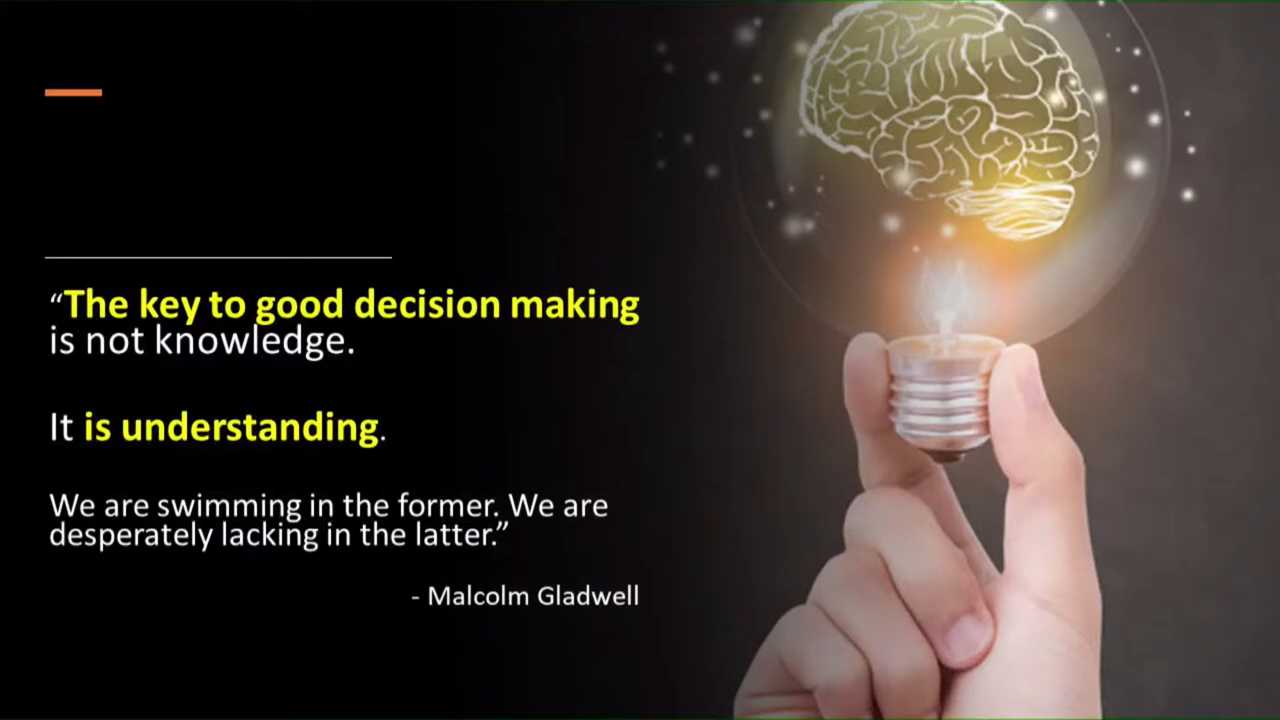 “The key to good decision making
is not knowledge.
It is understanding.
We are swimming in the former. We are
desperately lacking in the latter.”
- Malcolm Gladwell